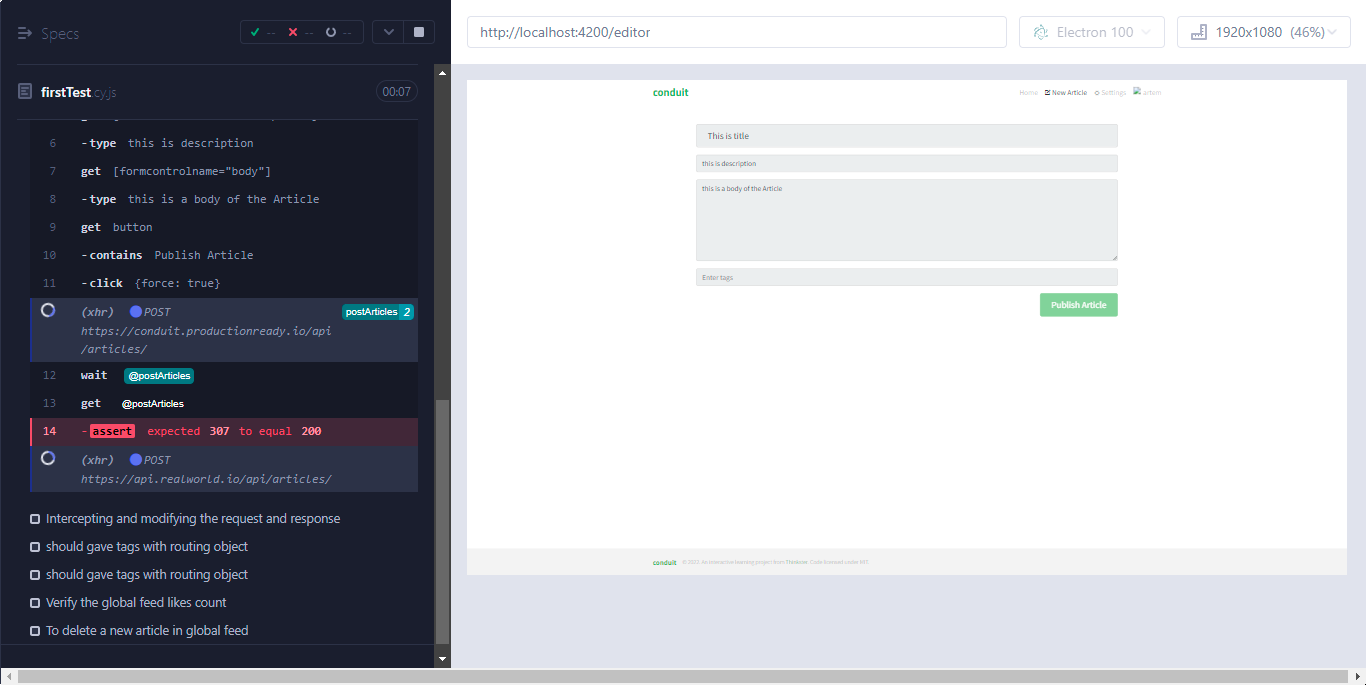 Specs
-- -- --
firstTest.cy.js 00:07
6 -type this is description
7 get [formcontrolname="body"]
8 -type this is a body of the Article
9 get button
10 -contains Publish Article
11 -click {force: true}
(xhr) POST postArticles 2
https://conduit.productionready.io/api
/articles/
12 wait @postArticles
13 get @postArticles
14 -assert expected 307 to equal 200
(xhr) POST
https://api.realworld.io/api/articles/
Intercepting and modifying the request and response
should gave tags with routing object
should gave tags with routing object
Verify the global feed likes count
To delete a new article in global feed
http://localhost:4200/editor
Electron 100
1920x1080 (46%)
conduit
Home New Article Settings artem
This is title
this is description
this is a body of the Article
Enter tags
Publish Article
conduit An interactive learning project from Thinkster. Code licensed under MIT.